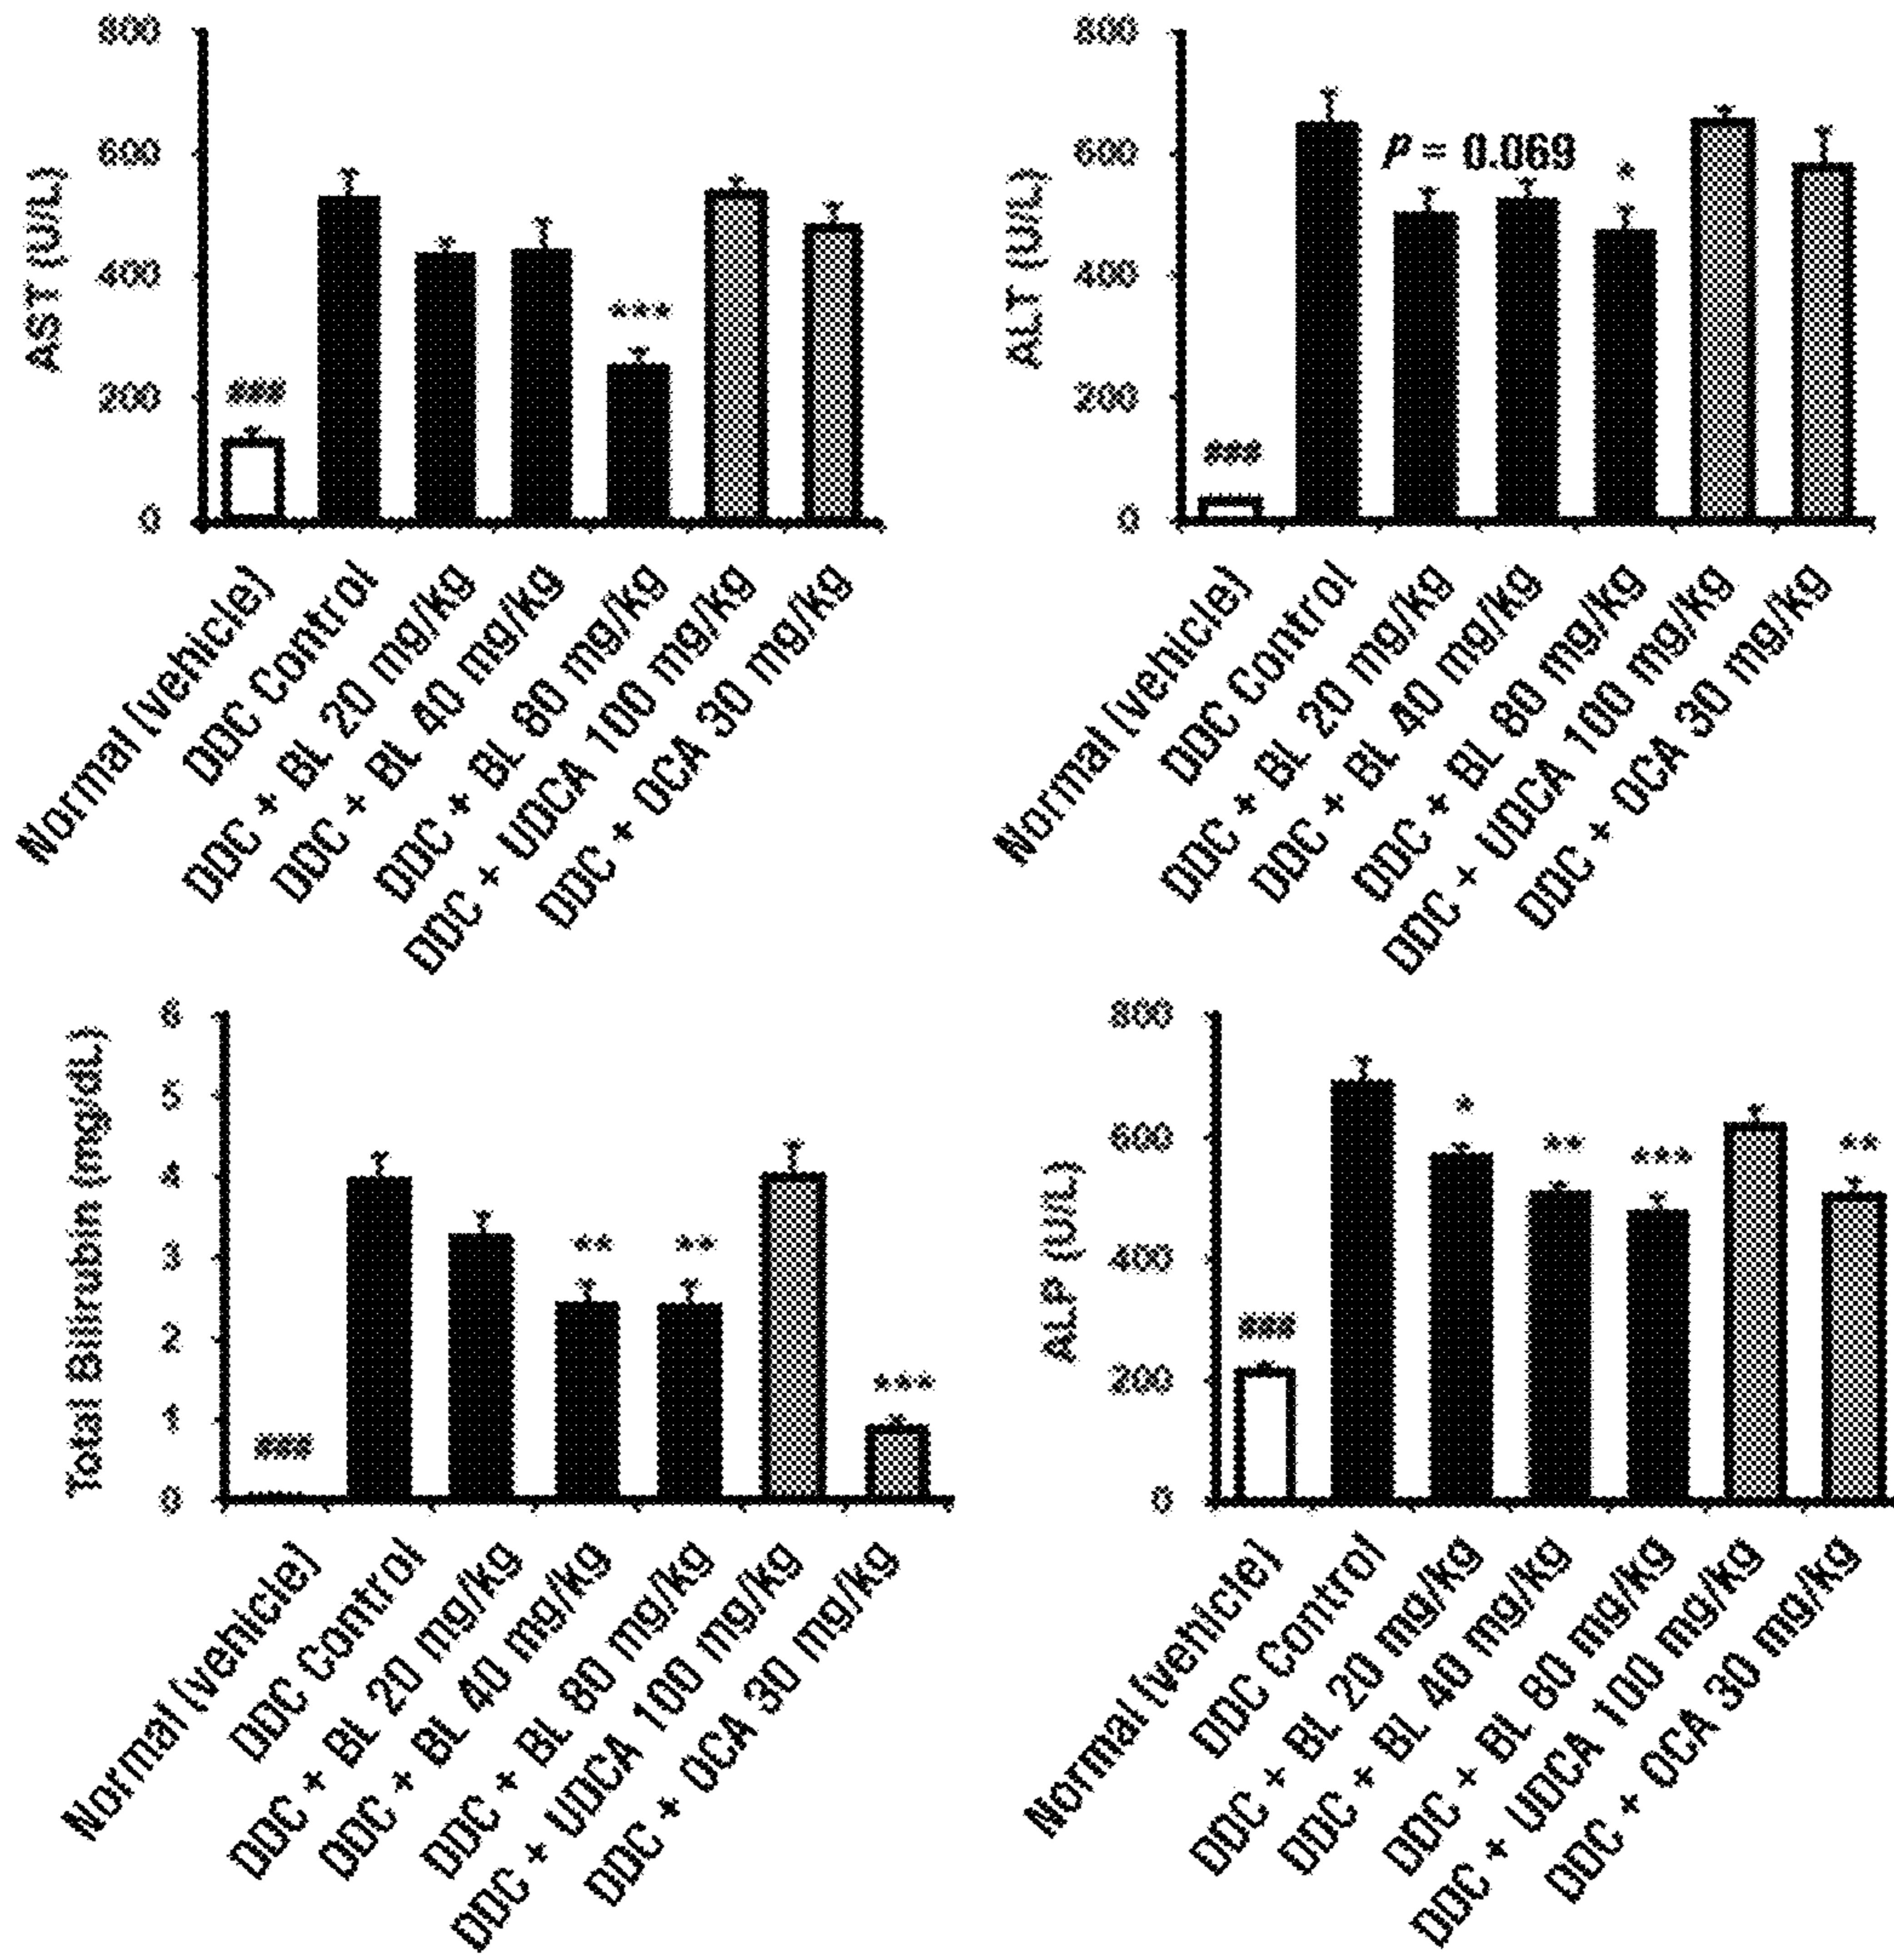 AST (U/L)
800
600
400
200
0
###
***
Normal (vehicle)
DDC Control
DDC + BL 20 mg/kg
DDC + BL 40 mg/kg
DDC + BL 80 mg/kg
DDC + UDCA 100 mg/kg
DDC + OCA 30 mg/kg
ALT (U/L)
800
600
400
200
0
###
p = 0.069
*
Normal (vehicle)
DDC Control
DDC + BL 20 mg/kg
DDC + BL 40 mg/kg
DDC + BL 80 mg/kg
DDC + UDCA 100 mg/kg
DDC + OCA 30 mg/kg
Total Bilirubin (mg/dL)
6
5
4
3
2
1
0
###
**
**
***
Normal (vehicle)
DDC Control
DDC + BL 20 mg/kg
DDC + BL 40 mg/kg
DDC + BL 80 mg/kg
DDC + UDCA 100 mg/kg
DDC + OCA 30 mg/kg
ALP (U/L)
800
600
400
200
0
###
*
**
***
**
Normal (vehicle)
DDC Control
DDC + BL 20 mg/kg
DDC + BL 40 mg/kg
DDC + BL 80 mg/kg
DDC + UDCA 100 mg/kg
DDC + OCA 30 mg/kg